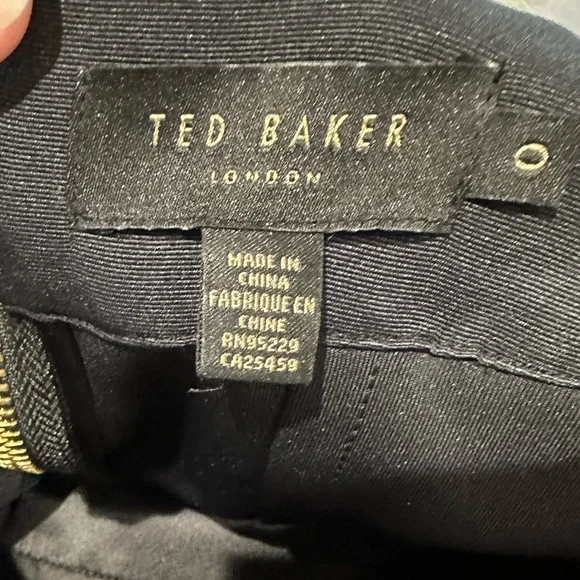 TED BAKER
LONDON
0
MADE IN
CHINA
FABRIQUE EN
CHINE
RN95229
CA25459